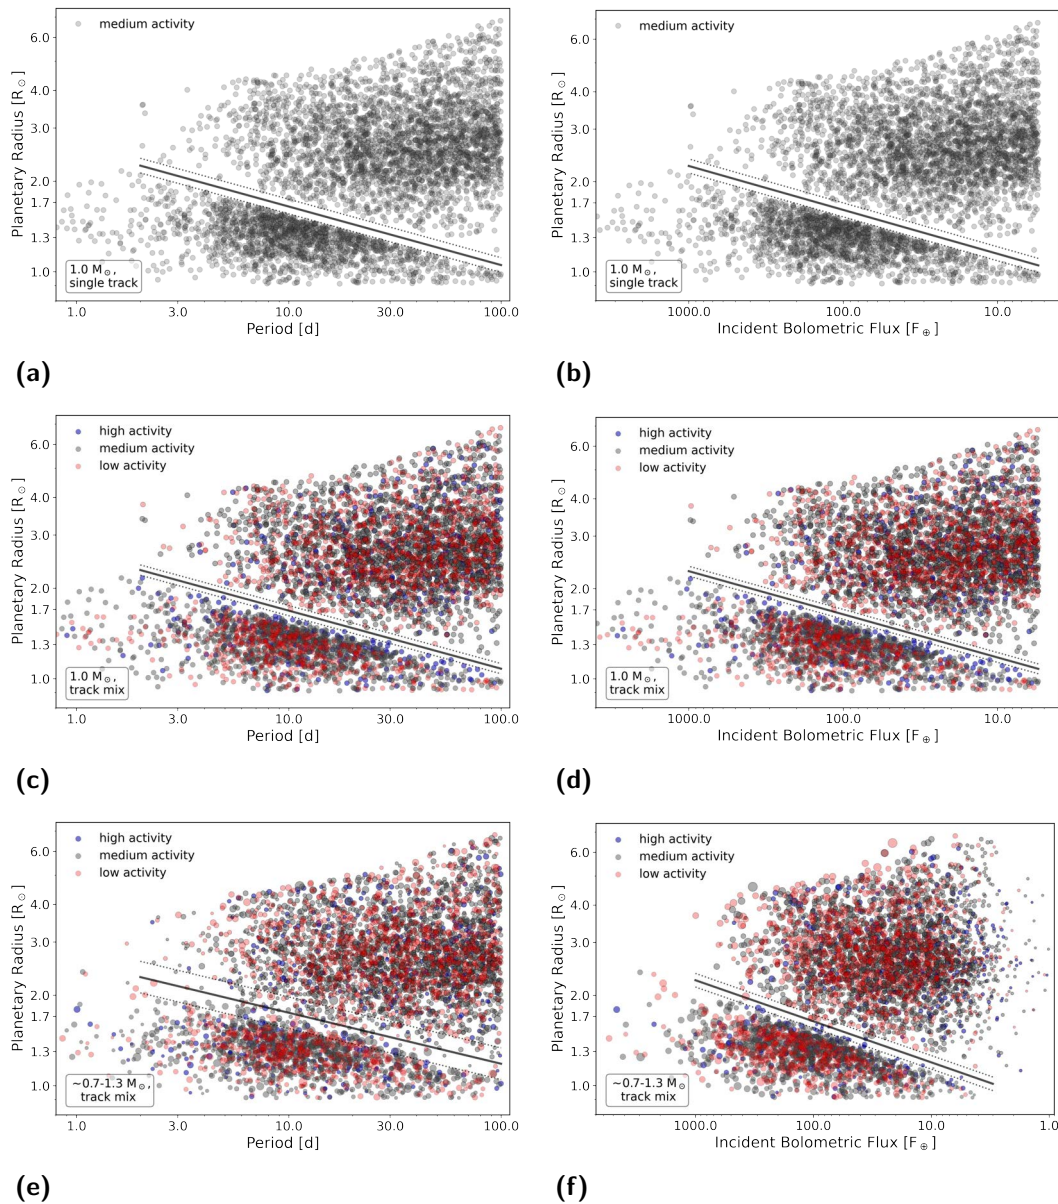 medium activity
6.0
4.0
3.0
2.0
1.7
1.3
1.0
Planetary Radius [R⊙]
1.0 M⊙,
single track
1.0
3.0
10.0
30.0
100.0
Period [d]
(a)
medium activity
6.0
4.0
3.0
2.0
1.7
1.3
1.0
Planetary Radius [R⊙]
1.0 M⊙,
single track
1000.0
100.0
10.0
Incident Bolometric Flux [F⊕]
(b)
high activity
medium activity
low activity
6.0
4.0
3.0
2.0
1.7
1.3
1.0
Planetary Radius [R⊙]
1.0 M⊙,
track mix
1.0
3.0
10.0
30.0
100.0
Period [d]
(c)
high activity
medium activity
low activity
6.0
4.0
3.0
2.0
1.7
1.3
1.0
Planetary Radius [R⊙]
1.0 M⊙,
track mix
1000.0
100.0
10.0
Incident Bolometric Flux [F⊕]
(d)
high activity
medium activity
low activity
6.0
4.0
3.0
2.0
1.7
1.3
1.0
Planetary Radius [R⊙]
~0.7-1.3 M⊙,
track mix
1.0
3.0
10.0
30.0
100.0
Period [d]
(e)
high activity
medium activity
low activity
6.0
4.0
3.0
2.0
1.7
1.3
1.0
Planetary Radius [R⊙]
~0.7-1.3 M⊙
track mix
1000.0
100.0
10.0
1.0
Incident Bolometric Flux [F⊕]
(f)